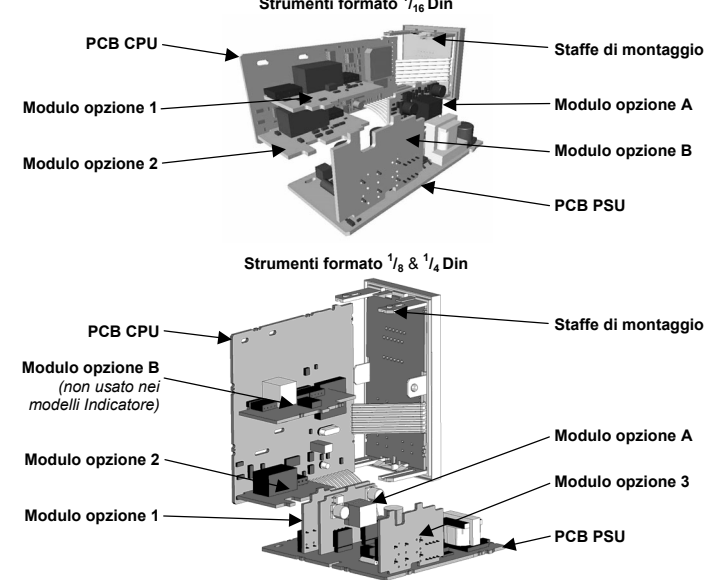 Strumenti formato 1/16 Din
PCB CPU
Staffe di montaggio
Modulo opzione 1
Modulo opzione A
Modulo opzione 2
Modulo opzione B
PCB PSU
Strumenti formato 1/8 & 1/4 Din
PCB CPU
Staffe di montaggio
Modulo opzione B
(non usato nei
modelli Indicatore)
Modulo opzione A
Modulo opzione 2
Modulo opzione 3
Modulo opzione 1
PCB PSU